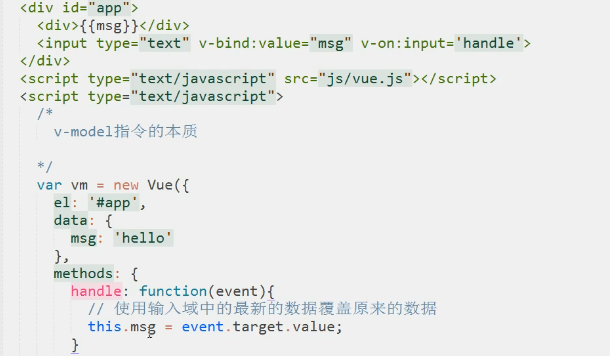 <div id="app">
<div>{{msg}}</div>
<input type="text" v-bind:value="msg" v-on:input='handle'>
</div>
<script type="text/javascript" src="js/vue.js"></script>
<script type="text/javascript">
/*
v-model指令的本质
*/
var vm = new Vue({
el: '#app',
data: {
msg: 'hello'
},
methods: {
handle: function(event){
// 使用输入域中的最新的数据覆盖原来的数据
this.msg = event.target.value;
}